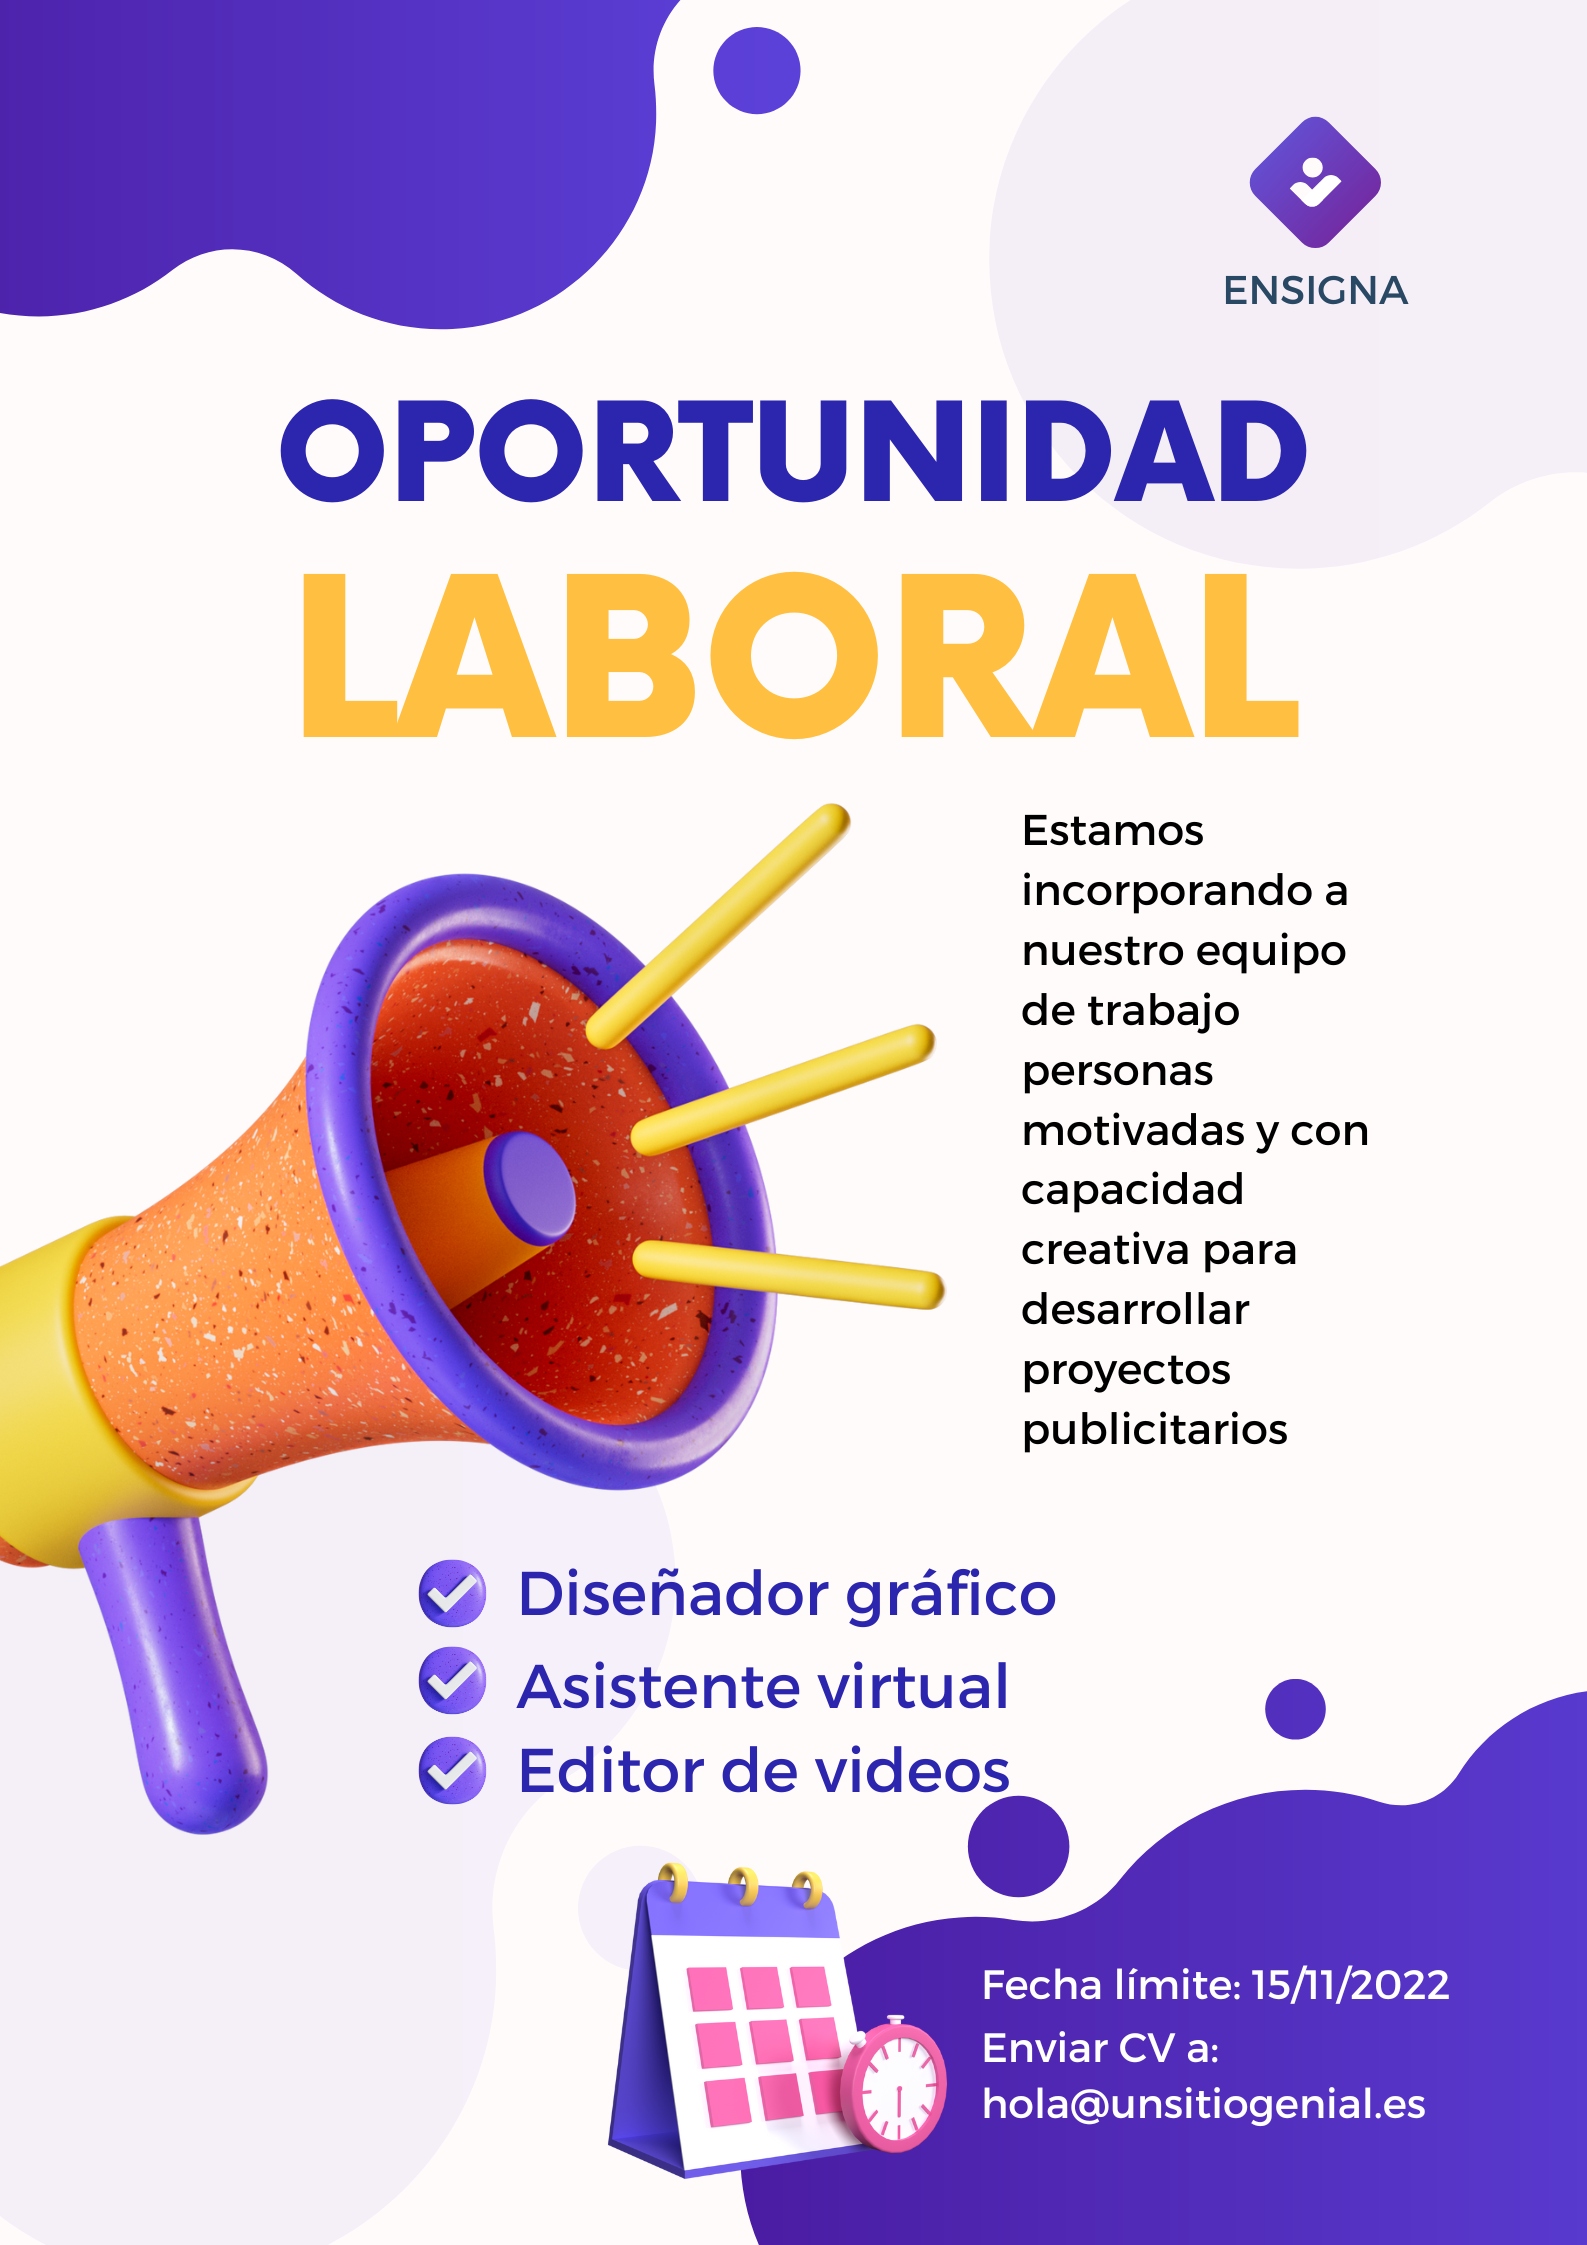 ENSIGNA
OPORTUNIDAD
LABORAL
Estamos
incorporando a
nuestro equipo
de trabajo
personas
motivadas y con
capacidad
creativa para
desarrollar
proyectos
publicitarios
Diseñador gráfico
Asistente virtual
Editor de videos
Fecha límite: 15/11/2022
Enviar CV a:
hola@unsitiogenial.es